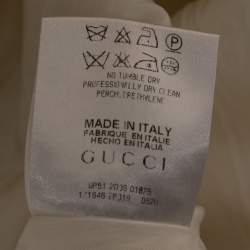 P
NO TUMBLE DRY
PROFESSIONALLY DRY CLEAN
PERCHLORETHYLENE
MADE IN ITALY
FABRIQUE EN ITALIE
HECHO EN ITALIA
GUCCI